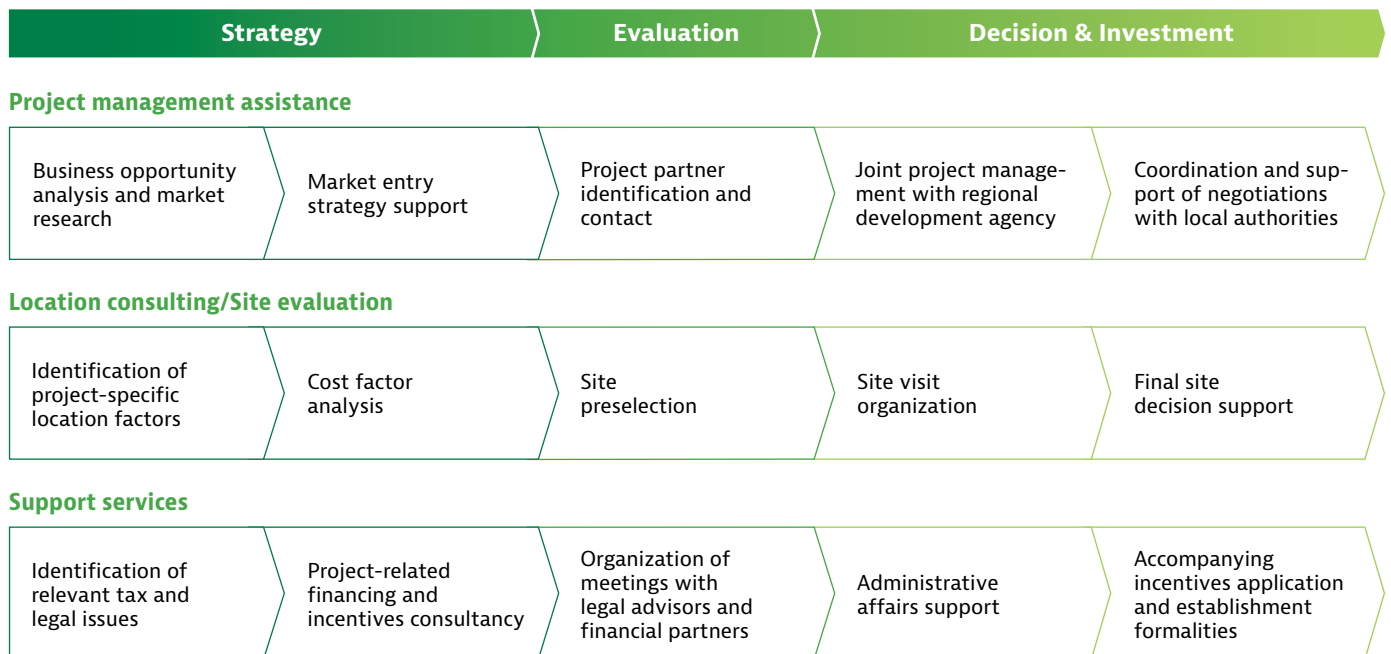 Strategy
Evaluation
Decision & Investment
Project management assistance
Business opportunity
analysis and market
research
Market entry
strategy support
Project partner
identification and
contact
Joint project manage-
ment with regional
development agency
Coordination and sup-
port of negotiations
with local authorities
Location consulting/Site evaluation
Identification of
project-specific
location factors
Cost factor
analysis
Site
preselection
Site visit
organization
Final site
decision support
Support services
Identification of
relevant tax and
legal issues
Project-related
financing and
incentives consultancy
Organization of
meetings with
legal advisors and
financial partners
Administrative
affairs support
Accompanying
incentives application
and establishment
formalities